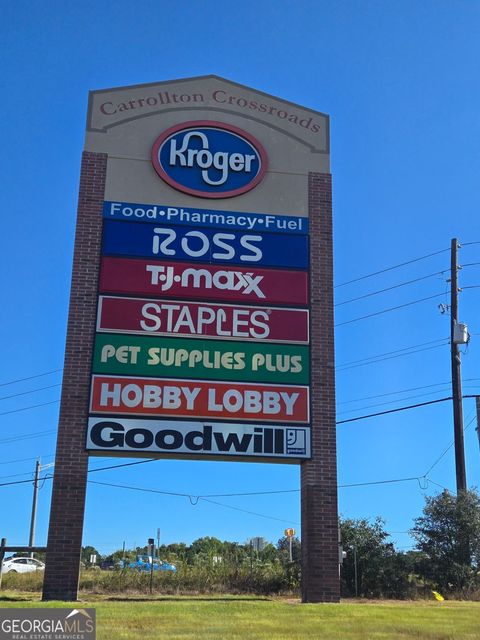 Carrollton Crossroads
Kroger
Food•Pharmacy•Fuel
ROSS
T•J•maxx
STAPLES
PET SUPPLIES PLUS
HOBBY LOBBY
Goodwill
goodwill
GEORGIAMLS
REAL ESTATE SERVICES